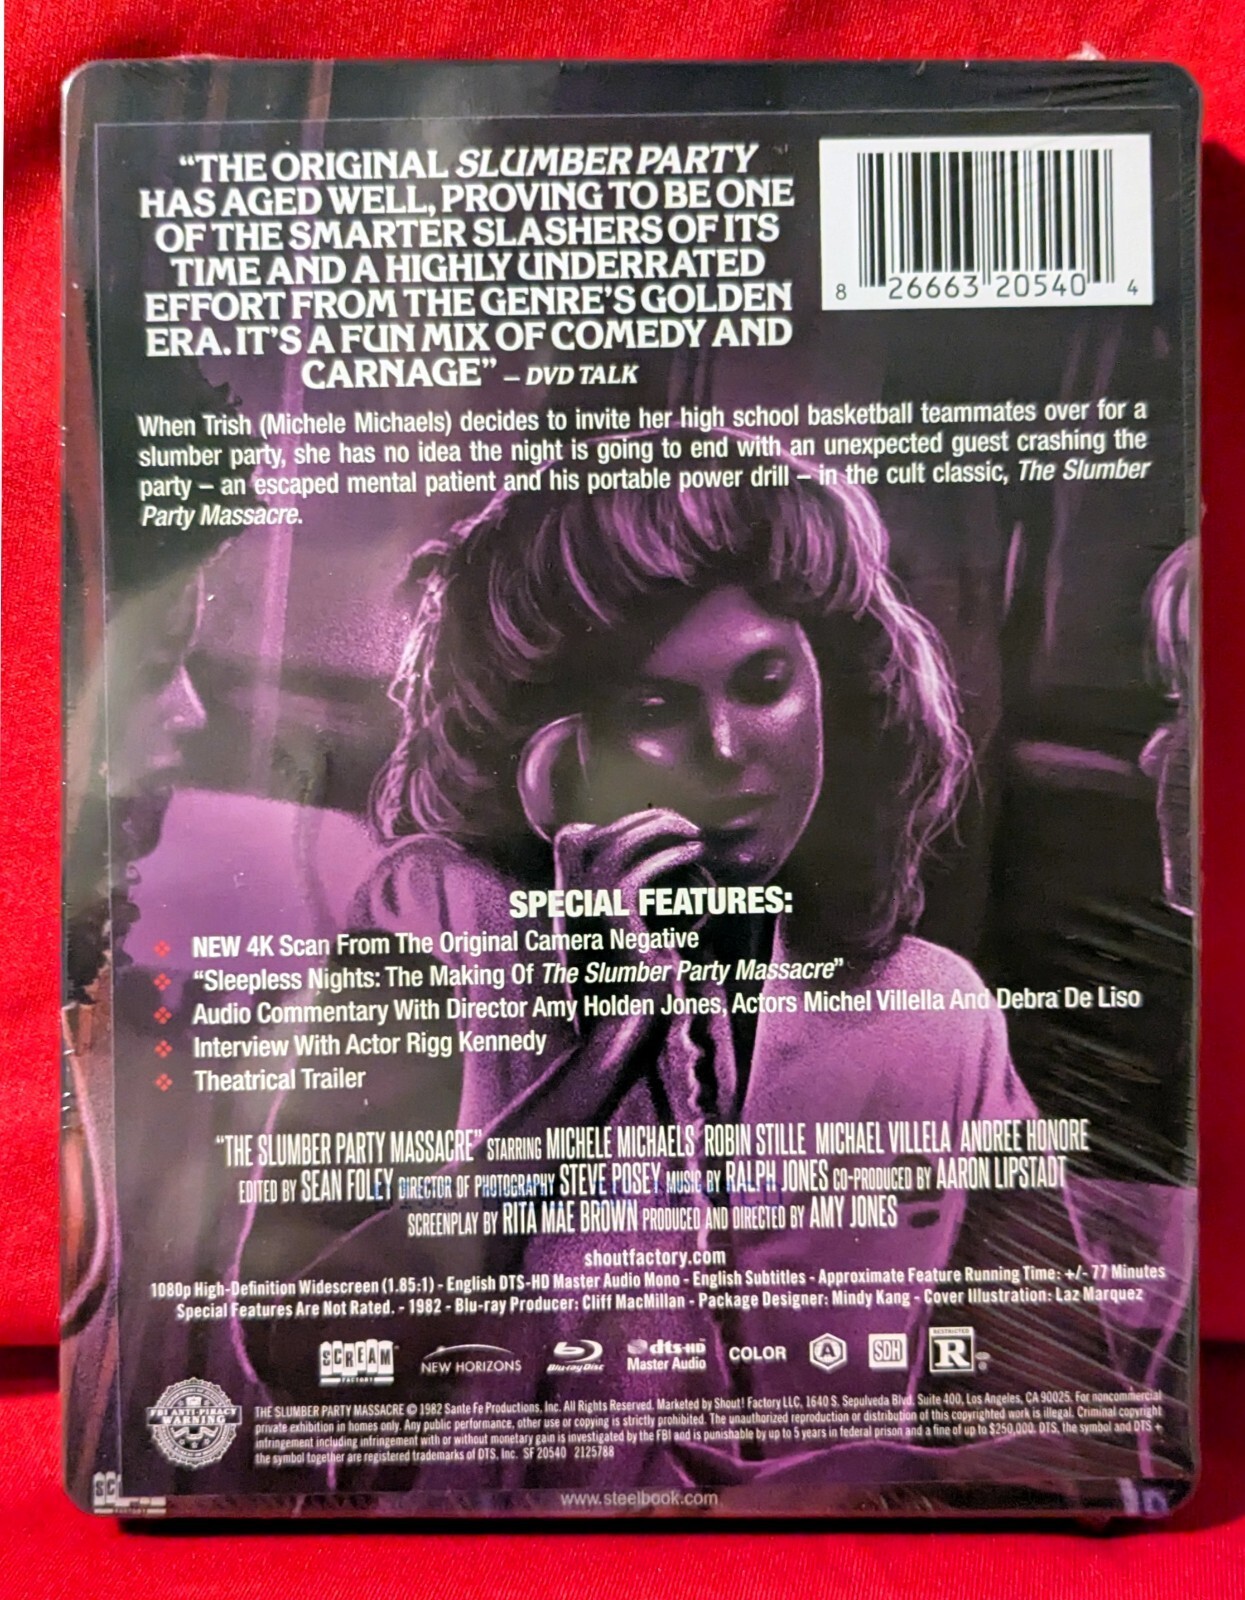 “THE ORIGINAL SLUMBER PARTY
HAS AGED WELL, PROVING TO BE ONE
OF THE SMARTER SLASHERS OF ITS
TIME AND A HIGHLY UNDERRATED
EFFORT FROM THE GENRE’S GOLDEN
ERA. IT’S A FUN MIX OF COMEDY AND
CARNAGE” – DVD TALK
8 26663 20540 4
When Trish (Michele Michaels) decides to invite her high school basketball teammates over for a
slumber party, she has no idea the night is going to end with an unexpected guest crashing the
party – an escaped mental patient and his portable power drill – in the cult classic, The Slumber
Party Massacre.
SPECIAL FEATURES:
NEW 4K Scan From The Original Camera Negative
“Sleepless Nights: The Making Of The Slumber Party Massacre”
Audio Commentary With Director Amy Holden Jones, Actors Michel Villella And Debra De Liso
Interview With Actor Rigg Kennedy
Theatrical Trailer
“THE SLUMBER PARTY MASSACRE” STARRING MICHELE MICHAELS ROBIN STILLE MICHAEL VILLELA ANDREE HONORE
EDITED BY SEAN FOLEY DIRECTOR OF PHOTOGRAPHY STEVE POSEY MUSIC BY RALPH JONES CO-PRODUCED BY AARON LIPSTADT
SCREENPLAY BY RITA MAE BROWN PRODUCED AND DIRECTED BY AMY JONES
shoutfactory.com
1080p High-Definition Widescreen (1.85:1) - English DTS-HD Master Audio Mono - English Subtitles - Approximate Feature Running Time: +/- 77 Minutes
Special Features Are Not Rated. - 1982 - Blu-ray Producer: Cliff MacMillan - Package Designer: Mindy Kang - Cover Illustration: Laz Marquez
SCREAM FACTORY NEW HORIZONS Blu-ray Disc dts-HD Master Audio COLOR A SDH RESTRICTED R
FBI ANTI-PIRACY WARNING
THE SLUMBER PARTY MASSACRE © 1982 Sante Fe Productions, Inc. All Rights Reserved. Marketed by Shout! Factory LLC, 1640 S. Sepulveda Blvd. Suite 400, Los Angeles, CA 90025. For noncommercial
private exhibition in homes only. Any public performance, other use or copying is strictly prohibited. The unauthorized reproduction or distribution of this copyrighted work is illegal. Criminal copyright
infringement including infringement with or without monetary gain is investigated by the FBI and is punishable by up to 5 years in federal prison and a fine of up to $250,000. DTS, the symbol and DTS +
the symbol together are registered trademarks of DTS, Inc. SF 20540 2125788
www.steelbook.com